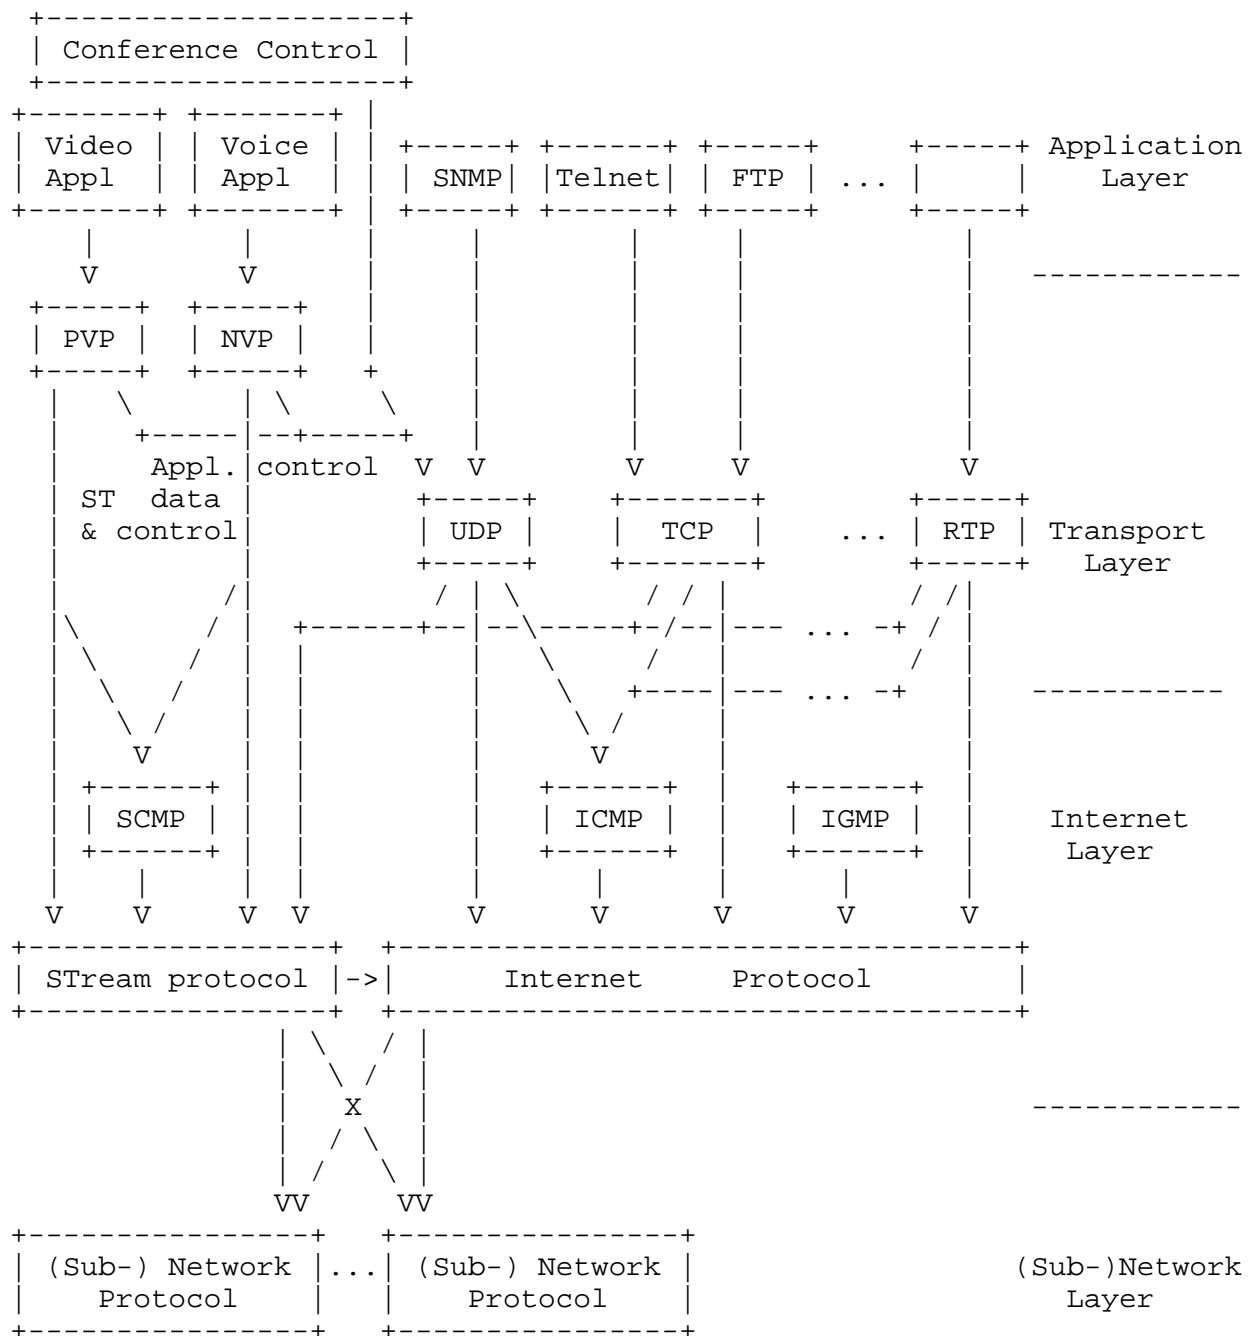 Conference Control
Video Voice Application
Appl Appl SNMP Telnet FTP ... Layer
PVP NVP
Appl. control
ST data
& control UDP TCP ... RTP Transport
Layer
...
...
SCMP ICMP IGMP Internet
Layer
STream protocol -> Internet Protocol
X
(Sub-) Network ... (Sub-) Network (Sub-)Network
Protocol Protocol Layer